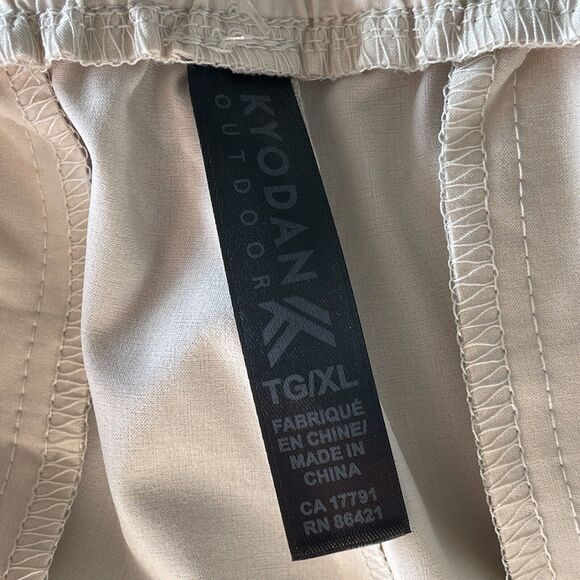 KYODAN
OUTDOOR
TG/XL
FABRIQUÉ
EN CHINE/
MADE IN
CHINA
CA 17791
RN 86421